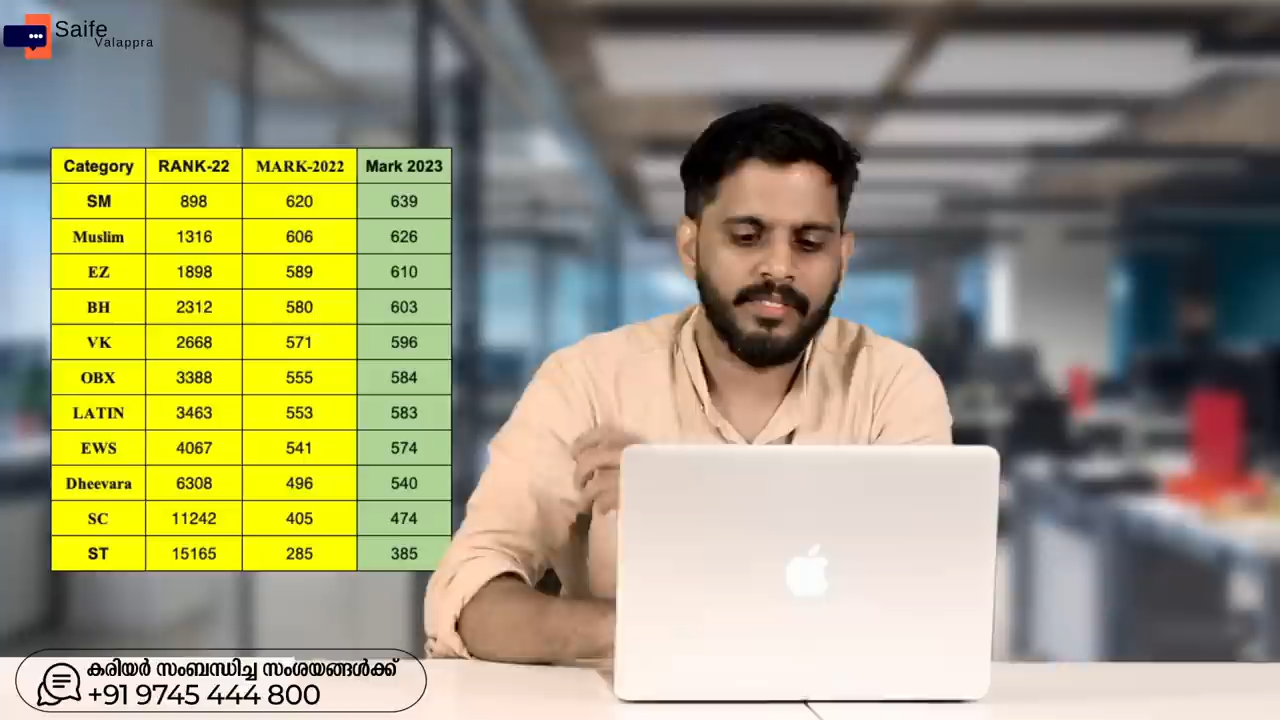 Saife
Valappra
Category RANK-22 MARK-2022 Mark 2023
SM 898 620 639
Muslim 1316 606 626
EZ 1898 589 610
BH 2312 580 603
VK 2668 571 596
OBX 3388 555 584
LATIN 3463 553 583
EWS 4067 541 574
Dheevara 6308 496 540
SC 11242 405 474
ST 15165 285 385
കരിയർ സംബന്ധിച്ച സംശയങ്ങൾക്ക്
+91 9745 444 800